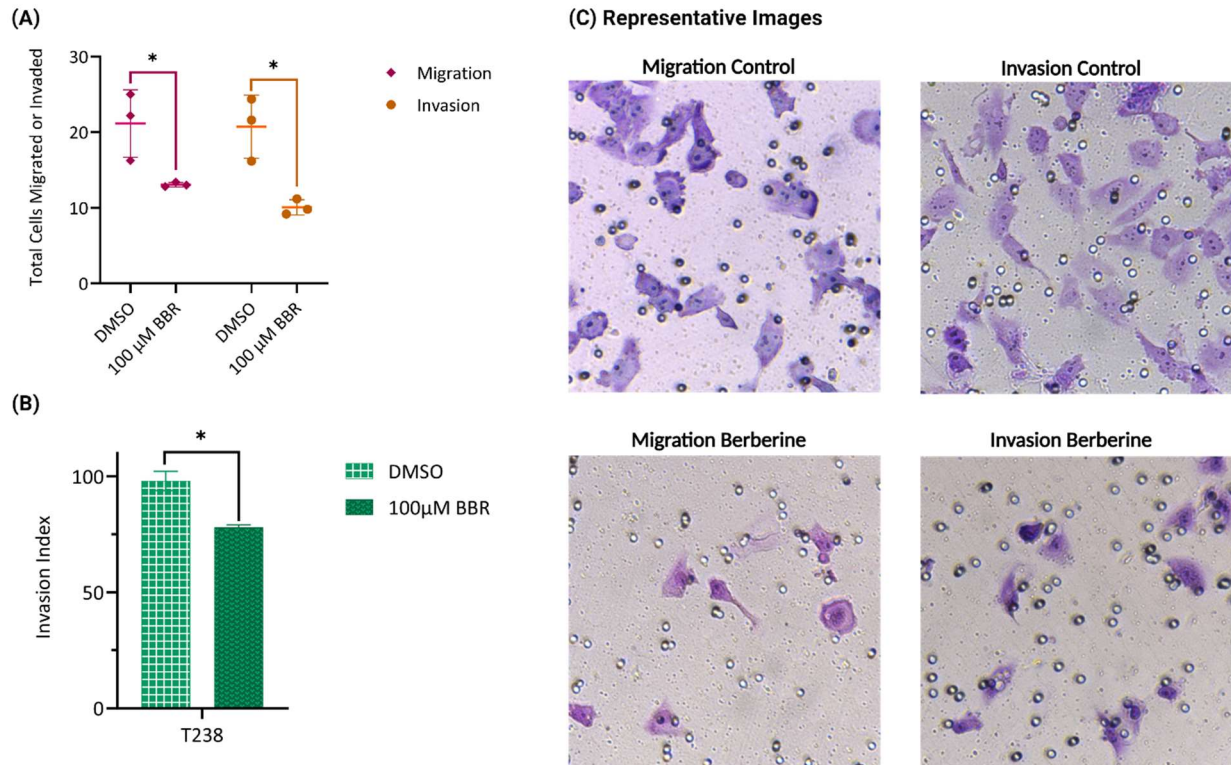 (A)
Total Cells Migrated or Invaded
30
20
10
0
*
*
DMSO
100 µM BBR
DMSO
100 µM BBR
Migration
Invasion
(B)
Invasion Index
100
50
0
*
T238
DMSO
100µM BBR
(C) Representative Images
Migration Control
Invasion Control
Migration Berberine
Invasion Berberine